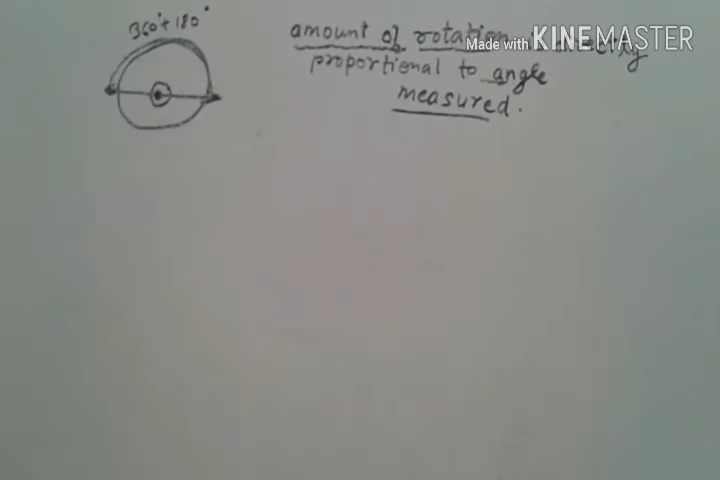 360°+180°
amount of rotation
Made with KINEMASTER
proportional to angle
measured.